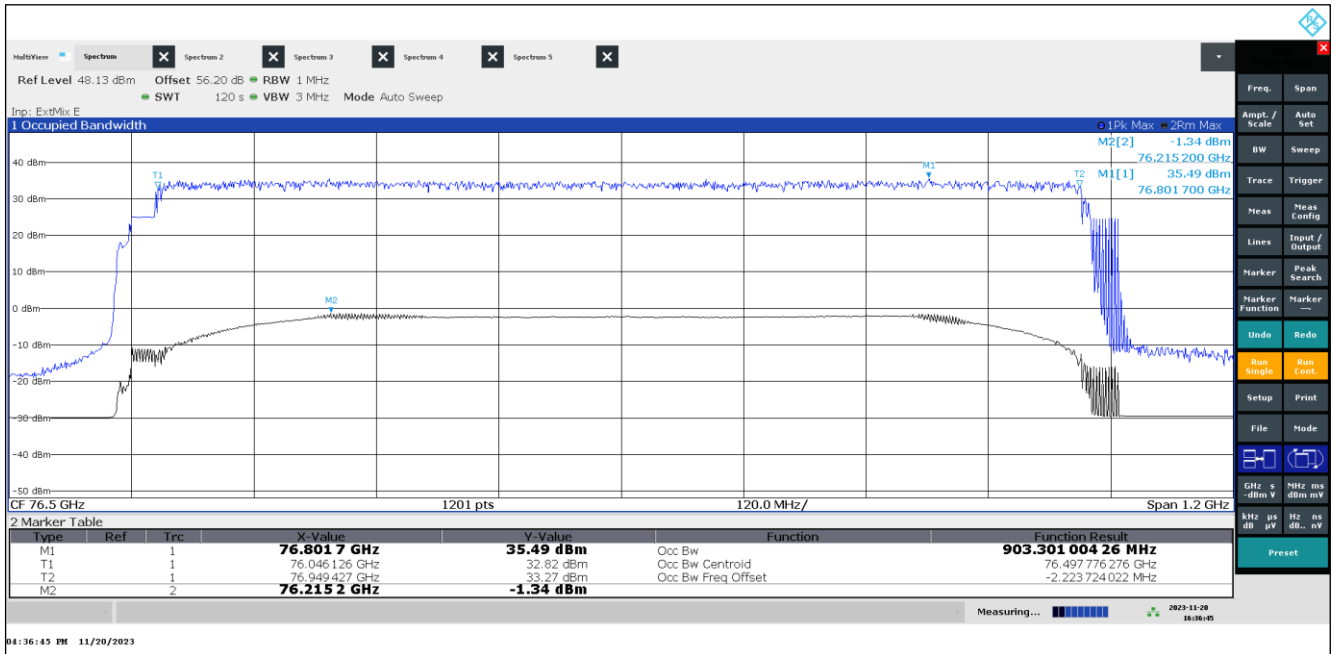 R S
MultiView Spectrum Spectrum 2 Spectrum 3 Spectrum 4 Spectrum 5
Ref Level 48.13 dBm Offset 56.20 dB RBW 1 MHz
SWT 120 s VBW 3 MHz Mode Auto Sweep
Inp: ExtMix E
1 Occupied Bandwidth 1Pk Max 2Rm Max
M2[2] -1.34 dBm
76.215 200 GHz
M1[1] 35.49 dBm
76.801 700 GHz
T1
M1
T2
M2
40 dBm
30 dBm
20 dBm
10 dBm
0 dBm
-10 dBm
-20 dBm
-30 dBm
-40 dBm
-50 dBm
CF 76.5 GHz 1201 pts 120.0 MHz/ Span 1.2 GHz
2 Marker Table
Type Ref Trc X-Value Y-Value Function Function Result
M1 1 76.801 7 GHz 35.49 dBm Occ Bw 903.301 004 26 MHz
T1 1 76.046 126 GHz 32.82 dBm Occ Bw Centroid 76.497 776 276 GHz
T2 1 76.949 427 GHz 33.27 dBm Occ Bw Freq Offset -2.223 724 022 MHz
M2 2 76.215 2 GHz -1.34 dBm
Measuring... 2023-11-20
16:36:45
04:36:45 PM 11/20/2023
Freq. Span
Ampt. / Scale Auto Set
BW Sweep
Trace Trigger
Meas Meas Config
Lines Input / Output
Marker Peak Search
Marker Function Marker →
Undo Redo
Run Single Run Cont.
Setup Print
File Mode
GHz s -dBm V MHz ms dBm mV
kHz µs dB µV Hz ns dB.. nV
Preset